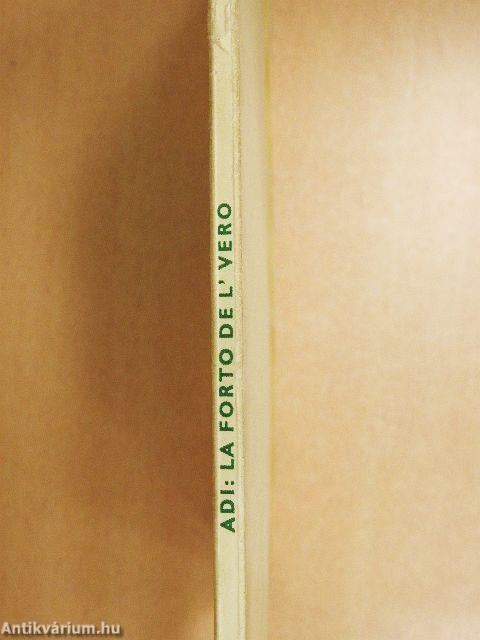 ADI: LA FORTO DE L' VERO
Antikvárium.hu